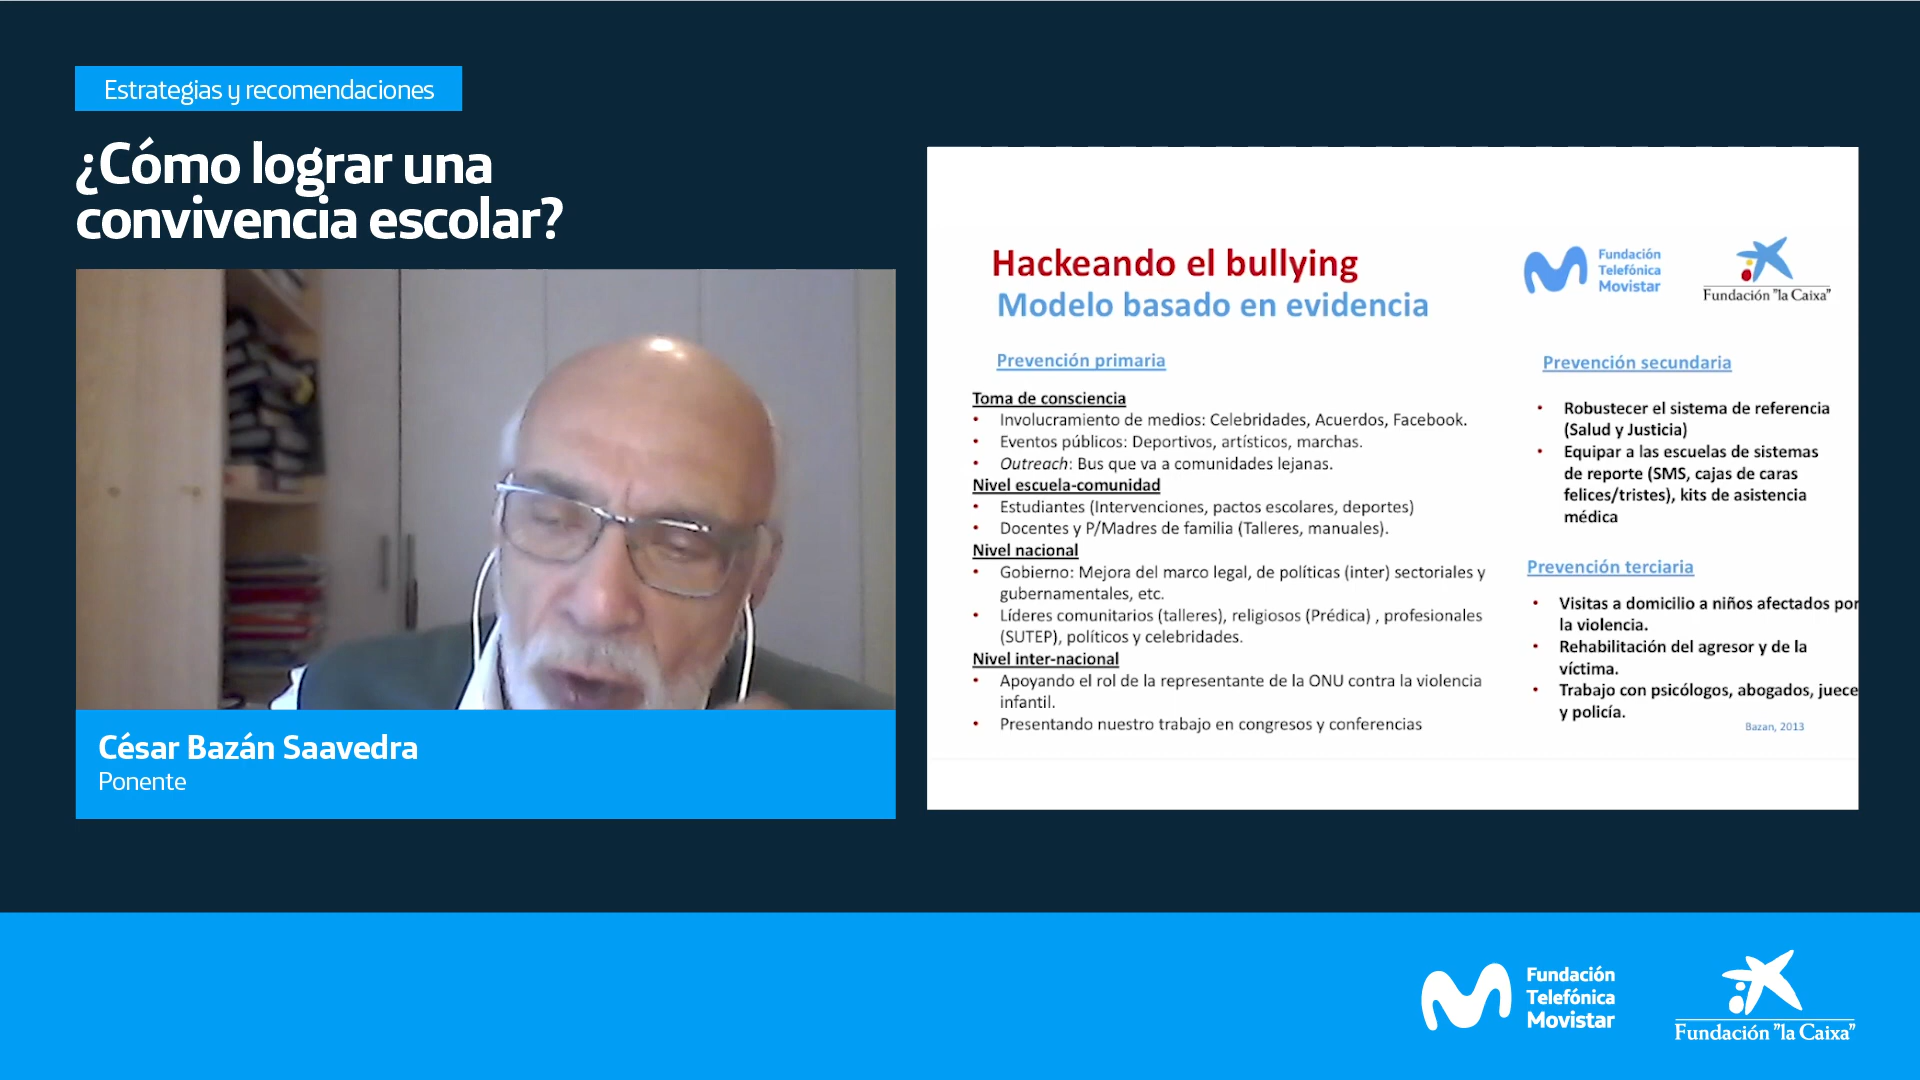 Estrategias y recomendaciones
¿Cómo lograr una
convivencia escolar?
César Bazán Saavedra
Ponente
Hackeando el bullying
Modelo basado en evidencia
Fundación
Telefónica
Movistar
Fundación "la Caixa"
Prevención primaria
Toma de consciencia
• Involucramiento de medios: Celebridades, Acuerdos, Facebook.
• Eventos públicos: Deportivos, artísticos, marchas.
• Outreach: Bus que va a comunidades lejanas.
Nivel escuela-comunidad
• Estudiantes (Intervenciones, pactos escolares, deportes)
• Docentes y P/Madres de familia (Talleres, manuales).
Nivel nacional
• Gobierno: Mejora del marco legal, de políticas (inter) sectoriales y
gubernamentales, etc.
• Líderes comunitarios (talleres), religiosos (Prédica) , profesionales
(SUTEP), políticos y celebridades.
Nivel inter-nacional
• Apoyando el rol de la representante de la ONU contra la violencia
infantil.
• Presentando nuestro trabajo en congresos y conferencias
Prevención secundaria
• Robustecer el sistema de referencia
(Salud y Justicia)
• Equipar a las escuelas de sistemas
de reporte (SMS, cajas de caras
felices/tristes), kits de asistencia
médica
Prevención terciaria
• Visitas a domicilio a niños afectados por
la violencia.
• Rehabilitación del agresor y de la
víctima.
• Trabajo con psicólogos, abogados, juece
y policía.
Bazan, 2013
Fundación
Telefónica
Movistar
Fundación "la Caixa"